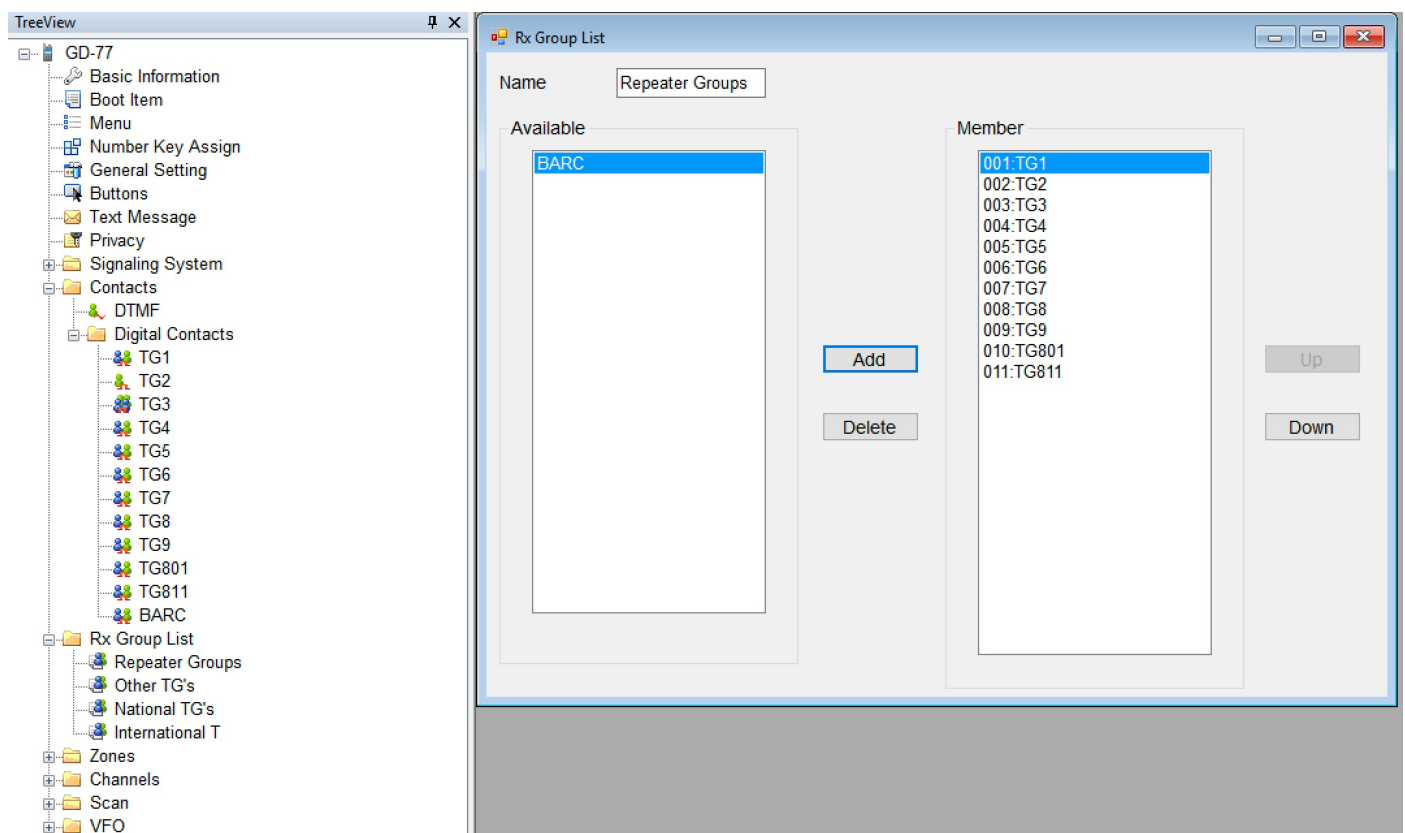 TreeView
GD-77
Basic Information
Boot Item
Menu
Number Key Assign
General Setting
Buttons
Text Message
Privacy
Signaling System
Contacts
DTMF
Digital Contacts
TG1
TG2
TG3
TG4
TG5
TG6
TG7
TG8
TG9
TG801
TG811
BARC
Rx Group List
Repeater Groups
Other TG's
National TG's
International T
Zones
Channels
Scan
VFO
Rx Group List
Name Repeater Groups
Available
BARC
Add
Delete
Member
001:TG1
002:TG2
003:TG3
004:TG4
005:TG5
006:TG6
007:TG7
008:TG8
009:TG9
010:TG801
011:TG811
Up
Down